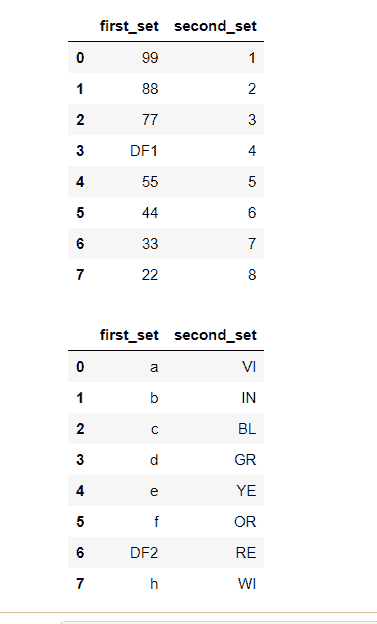 first_set second_set
0 99 1
1 88 2
2 77 3
3 DF1 4
4 55 5
5 44 6
6 33 7
7 22 8
first_set second_set
0 a VI
1 b IN
2 c BL
3 d GR
4 e YE
5 f OR
6 DF2 RE
7 h WI